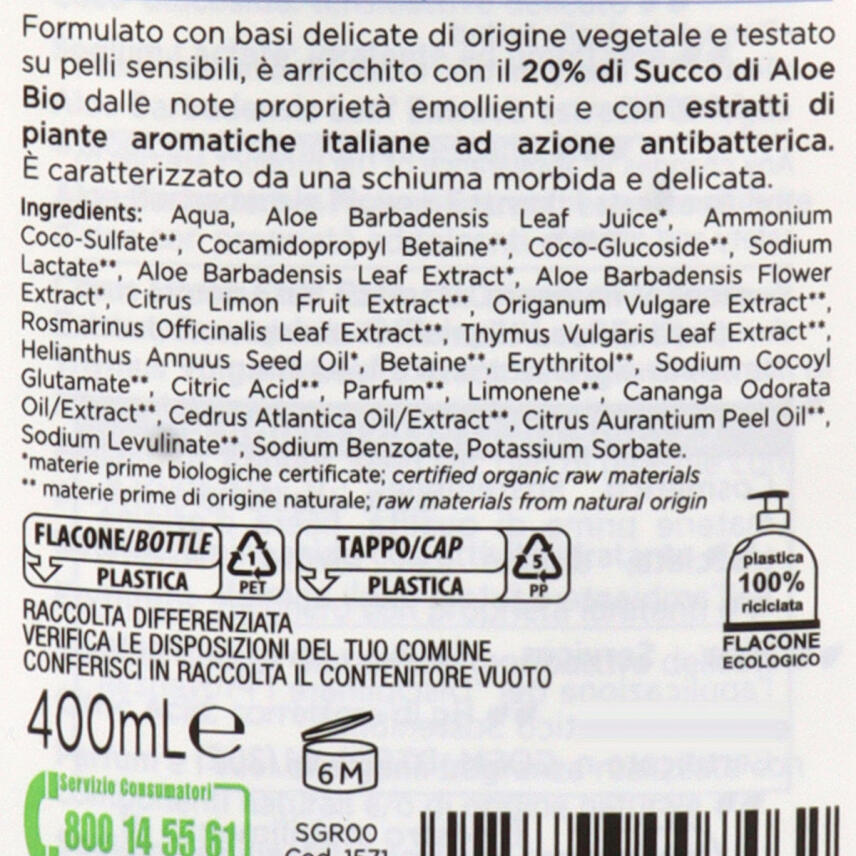 Formulato con basi delicate di origine vegetale e testato
su pelli sensibili, è arricchito con il 20% di Succo di Aloe
Bio dalle note proprietà emollienti e con estratti di
piante aromatiche italiane ad azione antibatterica.
È caratterizzato da una schiuma morbida e delicata.
Ingredients: Aqua, Aloe Barbadensis Leaf Juice* Ammonium
Coco-Sulfate**, Cocamidopropyl Betaine**, Coco-Glucoside**, Sodium
Lactate**, Aloe Barbadensis Leaf Extract*, Aloe Barbadensis Flower
Extract*, Citrus Limon Fruit Extract**, Origanum Vulgare Extract**,
Rosmarinus Officinalis Leaf Extract** Thymus Vulgaris Leaf Extract**,
Helianthus Annuus Seed Oil*, Betaine**, Erythritol**, Sodium Cocoyl
Glutamate**, Citric Acid**, Parfum**, Limonene**, Cananga Odorata
Oil/Extract**, Cedrus Atlantica Oil/Extract**, Citrus Aurantium Peel Oil**,
Sodium Levulinate**, Sodium Benzoate, Potassium Sorbate.
*materie prime biologiche certificate; certified organic raw materials
** materie prime di origine naturale; raw materials from natural origin
FLACONE/BOTTLE
PLASTICA
PET
TAPPO/CAP
PLASTICA
5
PP
plastica
100%
riciclata
FLACONE
ECOLOGICO
RACCOLTA DIFFERENZIATA
VERIFICA LE DISPOSIZIONI DEL TUO COMUNE
CONFERISCI IN RACCOLTA IL CONTENITORE VUOTO
400mL e
6M
Servizio Consumatori
800 14 55 61
SGR00
Cod. 1571